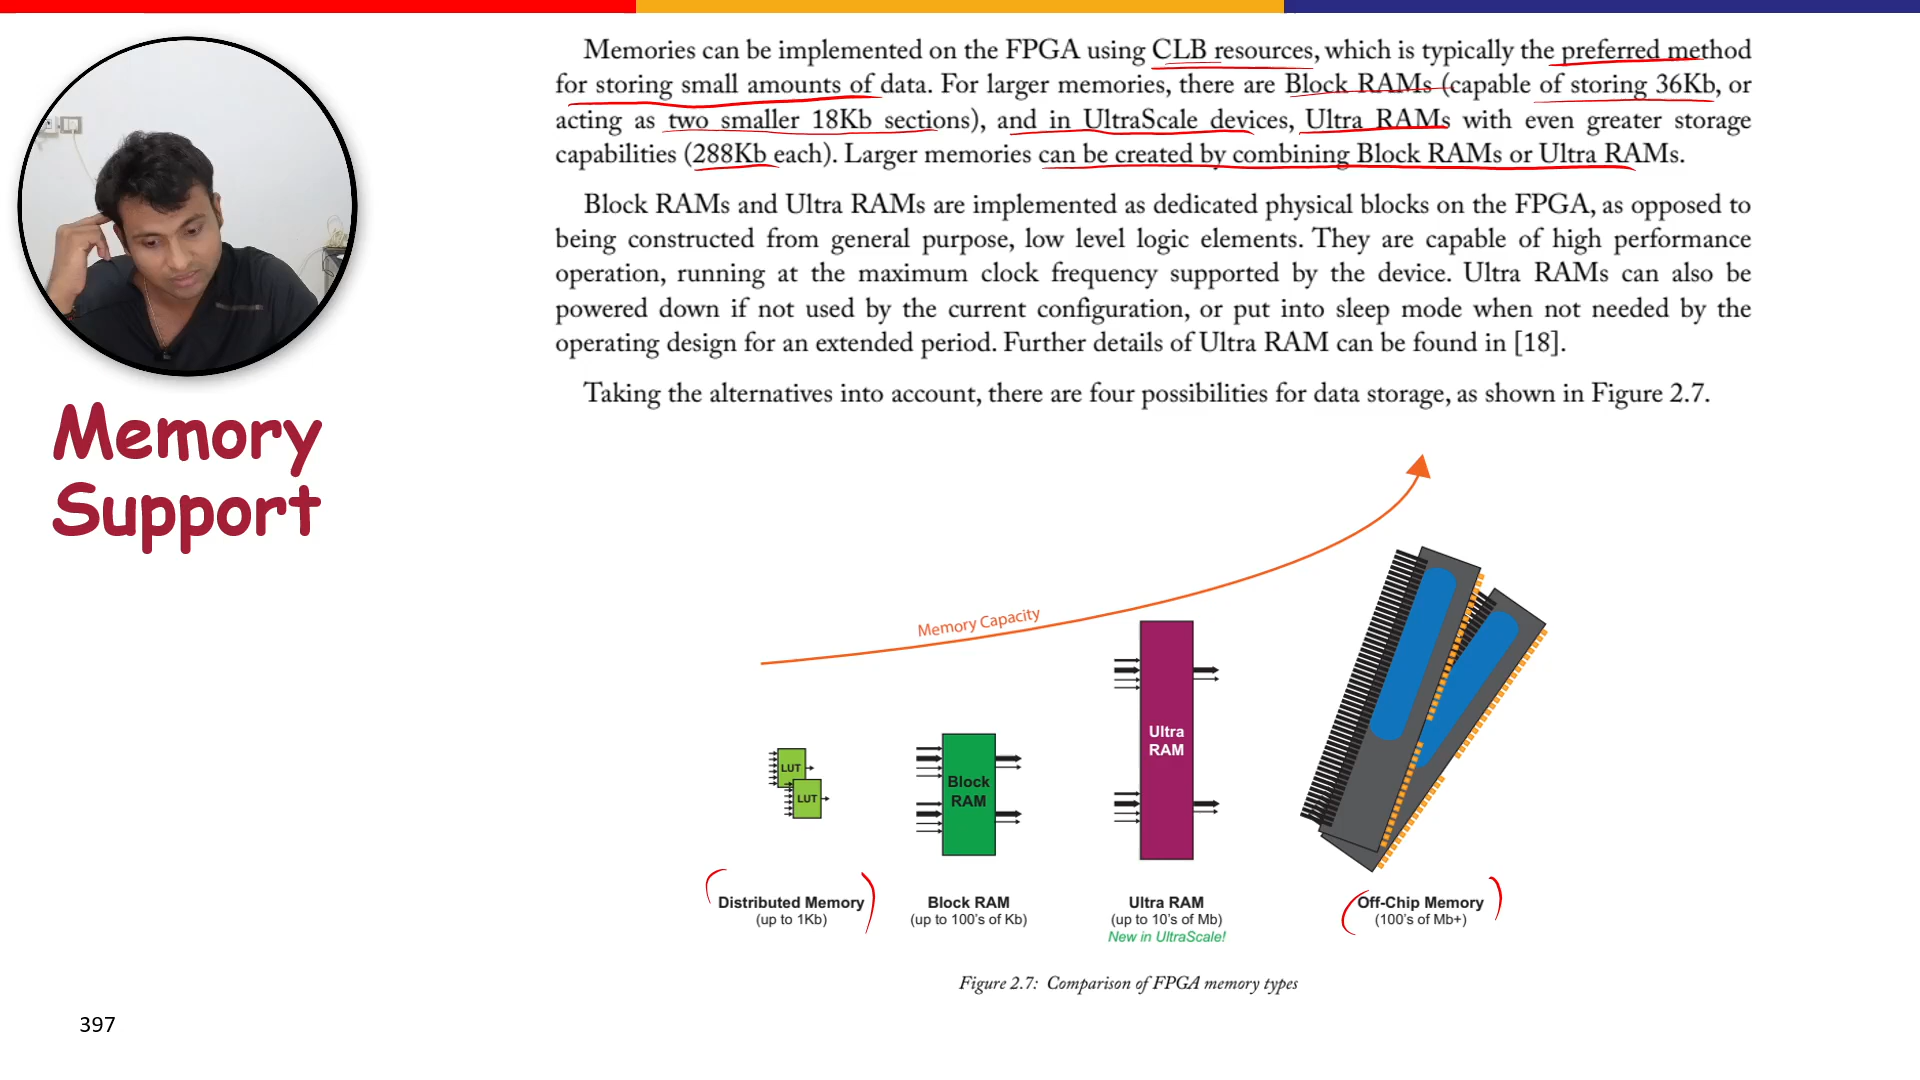 Memories can be implemented on the FPGA using CLB resources, which is typically the preferred method
for storing small amounts of data. For larger memories, there are Block RAMs (capable of storing 36Kb, or
acting as two smaller 18Kb sections), and in UltraScale devices, Ultra RAMs with even greater storage
capabilities (288Kb each). Larger memories can be created by combining Block RAMs or Ultra RAMs.
Block RAMs and Ultra RAMs are implemented as dedicated physical blocks on the FPGA, as opposed to
being constructed from general purpose, low level logic elements. They are capable of high performance
operation, running at the maximum clock frequency supported by the device. Ultra RAMs can also be
powered down if not used by the current configuration, or put into sleep mode when not needed by the
operating design for an extended period. Further details of Ultra RAM can be found in [18].
Taking the alternatives into account, there are four possibilities for data storage, as shown in Figure 2.7.
Memory
Support
Memory Capacity
LUT
LUT
Block
RAM
Ultra
RAM
Distributed Memory
(up to 1Kb)
Block RAM
(up to 100's of Kb)
Ultra RAM
(up to 10's of Mb)
New in UltraScale!
Off-Chip Memory
(100's of Mb+)
Figure 2.7: Comparison of FPGA memory types
397